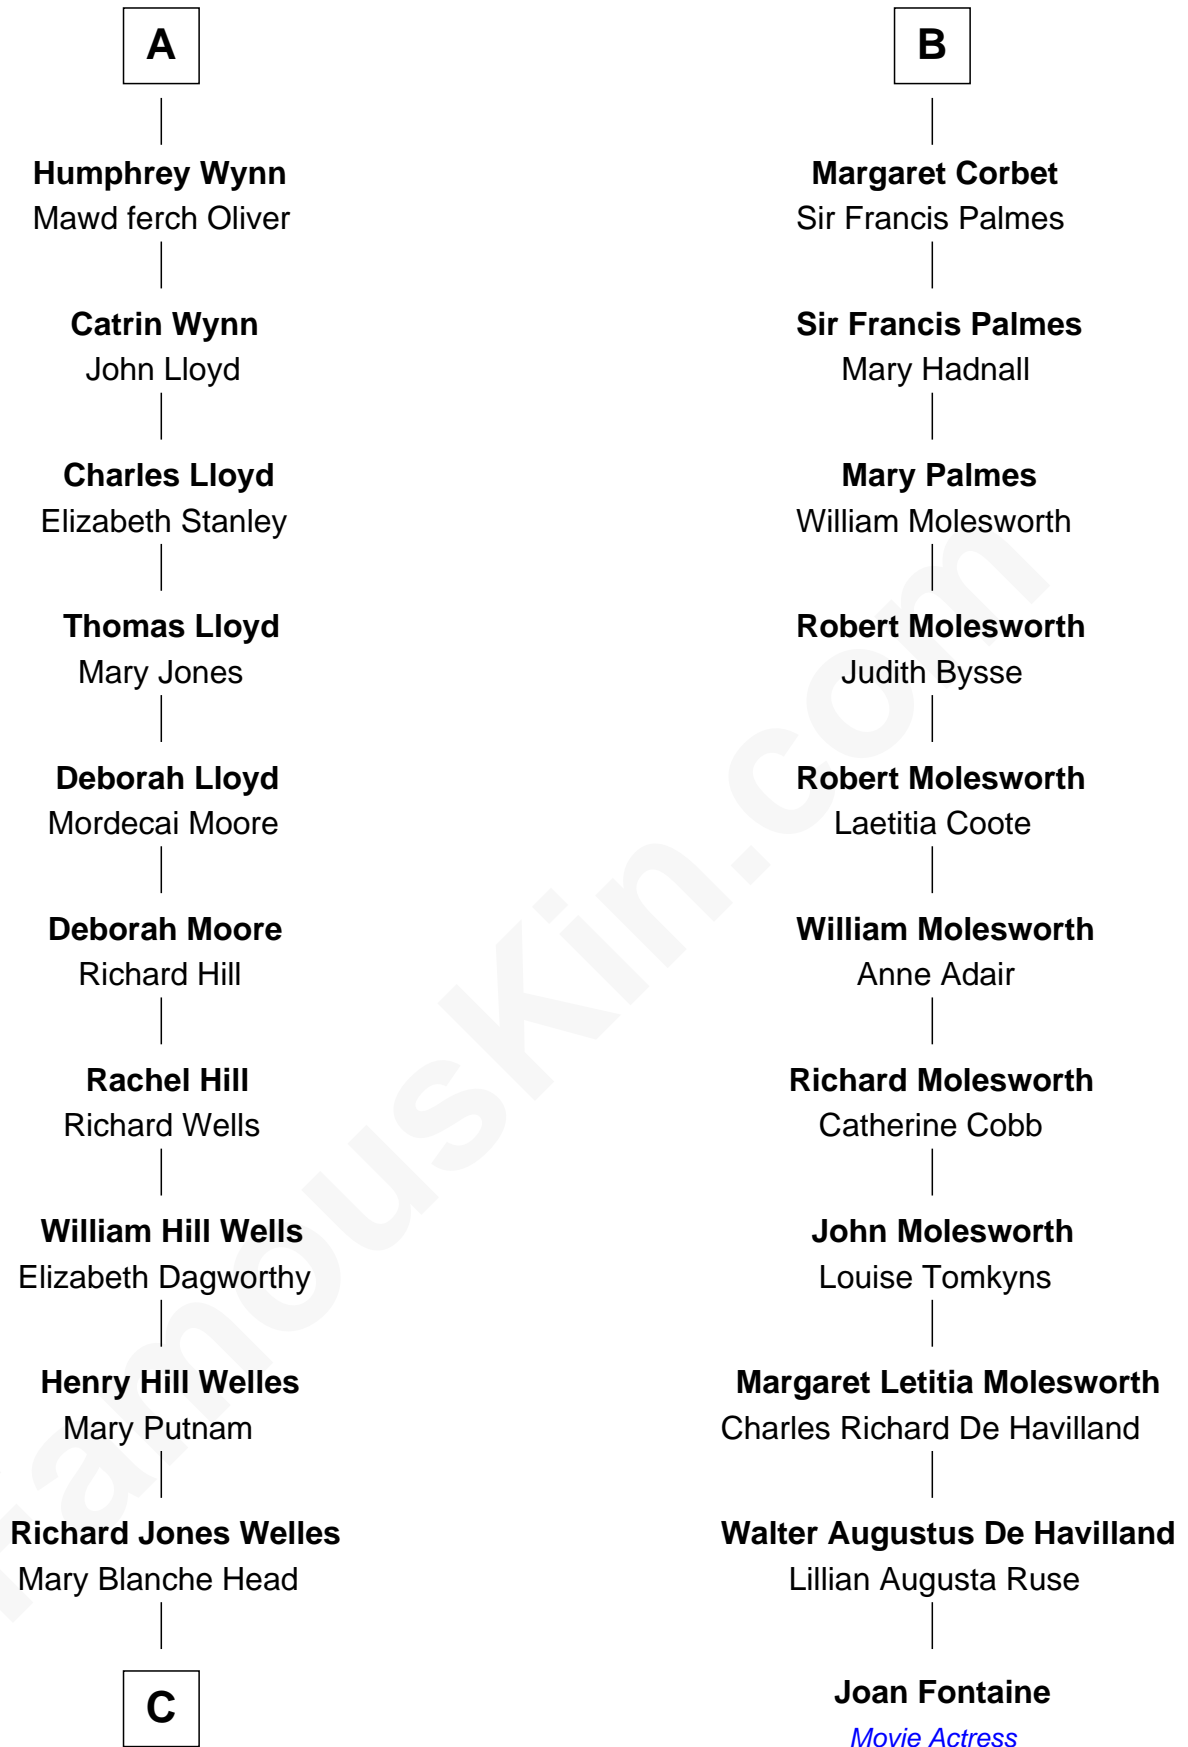 A
Humphrey Wynn
Mawd ferch Oliver
Catrin Wynn
John Lloyd
Charles Lloyd
Elizabeth Stanley
Thomas Lloyd
Mary Jones
Deborah Lloyd
Mordecai Moore
Deborah Moore
Richard Hill
Rachel Hill
Richard Wells
William Hill Wells
Elizabeth Dagworthy
Henry Hill Welles
Mary Putnam
Richard Jones Welles
Mary Blanche Head
C
B
Margaret Corbet
Sir Francis Palmes
Sir Francis Palmes
Mary Hadnall
Mary Palmes
William Molesworth
Robert Molesworth
Judith Bysse
Robert Molesworth
Laetitia Coote
William Molesworth
Anne Adair
Richard Molesworth
Catherine Cobb
John Molesworth
Louise Tomkyns
Margaret Letitia Molesworth
Charles Richard De Havilland
Walter Augustus De Havilland
Lillian Augusta Ruse
Joan Fontaine
Movie Actress
FamousKin.com